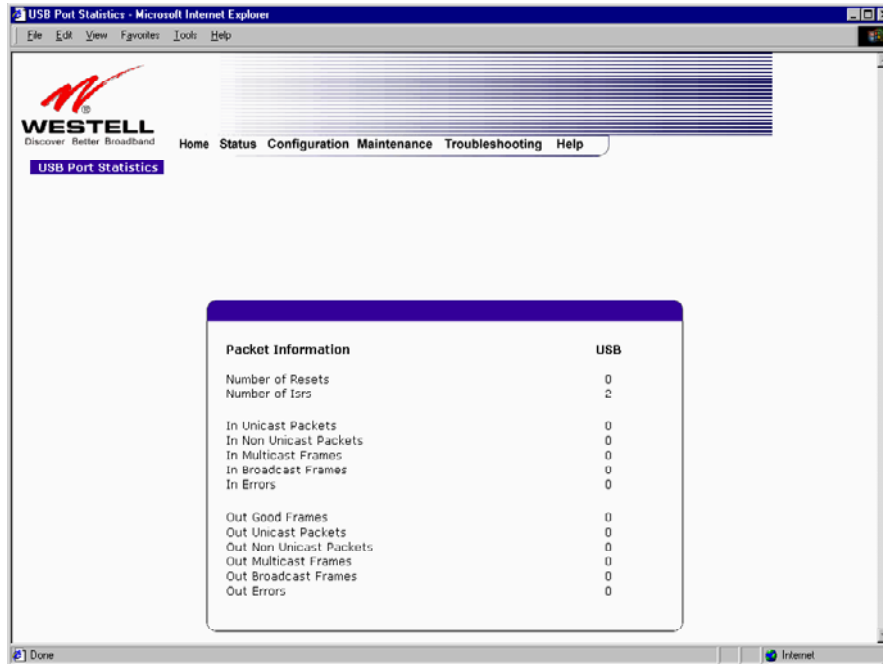 USB Port Statistics - Microsoft Internet Explorer
File Edit View Favorites Tools Help
WESTELL
Discover Better Broadband
Home Status Configuration Maintenance Troubleshooting Help
USB Port Statistics
Packet Information USB
Number of Resets 0
Number of Isrs 2
In Unicast Packets 0
In Non Unicast Packets 0
In Multicast Frames 0
In Broadcast Frames 0
In Errors 0
Out Good Frames 0
Out Unicast Packets 0
Out Non Unicast Packets 0
Out Multicast Frames 0
Out Broadcast Frames 0
Out Errors 0
Done Internet